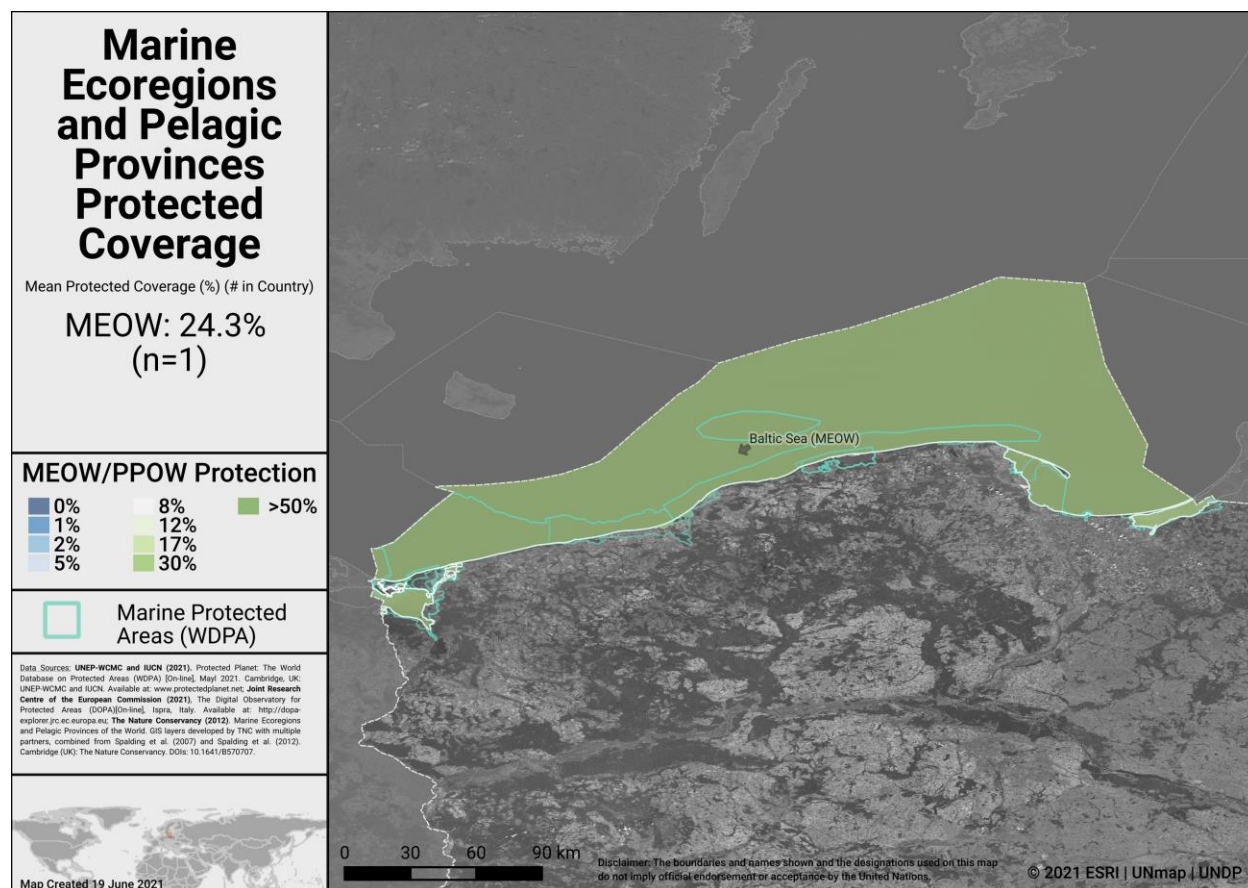 Marine
Ecoregions
and Pelagic
Provinces
Protected
Coverage
Mean Protected Coverage (%) (# in Country)
MEOW: 24.3%
(n=1)
MEOW/PPOW Protection
0%
1%
2%
5%
8%
12%
17%
30%
>50%
Marine Protected
Areas (WDPA)
Data Sources: UNEP-WCMC and IUCN (2021). Protected Planet: The World
Database on Protected Areas (WDPA) [On-line], Mayl 2021. Cambridge, UK:
UNEP-WCMC and IUCN. Available at: www.protectedplanet.net; Joint Research
Centre of the European Commission (2021), The Digital Observatory for
Protected Areas (DOPA)[On-line], Ispra, Italy. Available at: http://dopa-
explorer.jrc.ec.europa.eu; The Nature Conservancy (2012). Marine Ecoregions
and Pelagic Provinces of the World. GIS layers developed by TNC with multiple
partners, combined from Spalding et al. (2007) and Spalding et al. (2012).
Cambridge (UK): The Nature Conservancy. DOIs: 10.1641/B570707.
Map Created 19 June 2021
Baltic Sea (MEOW)
0 30 60 90 km
Disclaimer: The boundaries and names shown and the designations used on this map
do not imply official endorsement or acceptance by the United Nations.
© 2021 ESRI | UNmap | UNDP